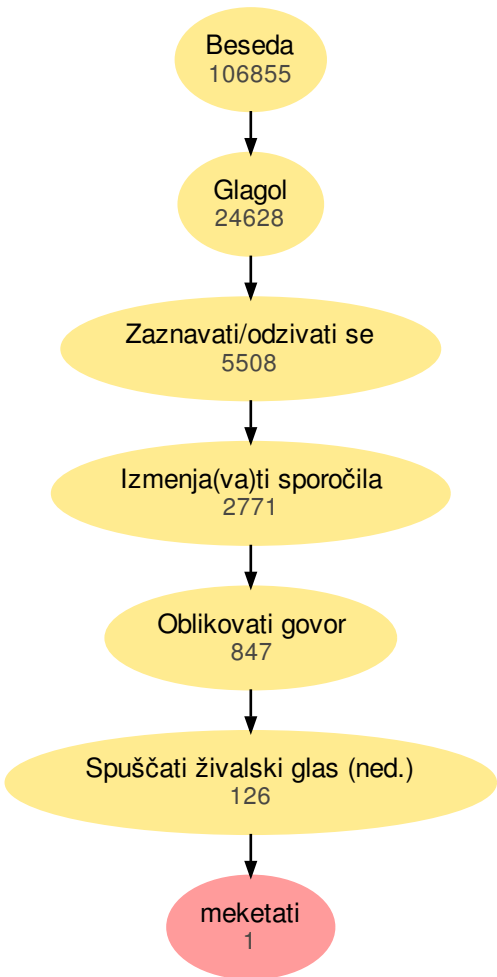 Beseda
106855
Glagol
24628
Zaznavati/odzivati se
5508
Izmenja(va)ti sporočila
2771
Oblikovati govor
847
Spuščati živalski glas (ned.)
126
meketati
1